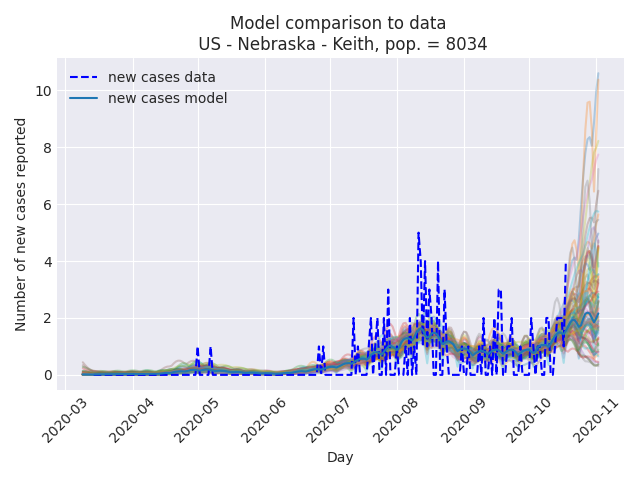 Model comparison to data
US - Nebraska - Keith, pop. = 8034
new cases data
new cases model
Number of new cases reported
10
8
6
4
2
0
2020-03
2020-04
2020-05
2020-06
2020-07
2020-08
2020-09
2020-10
2020-11
Day